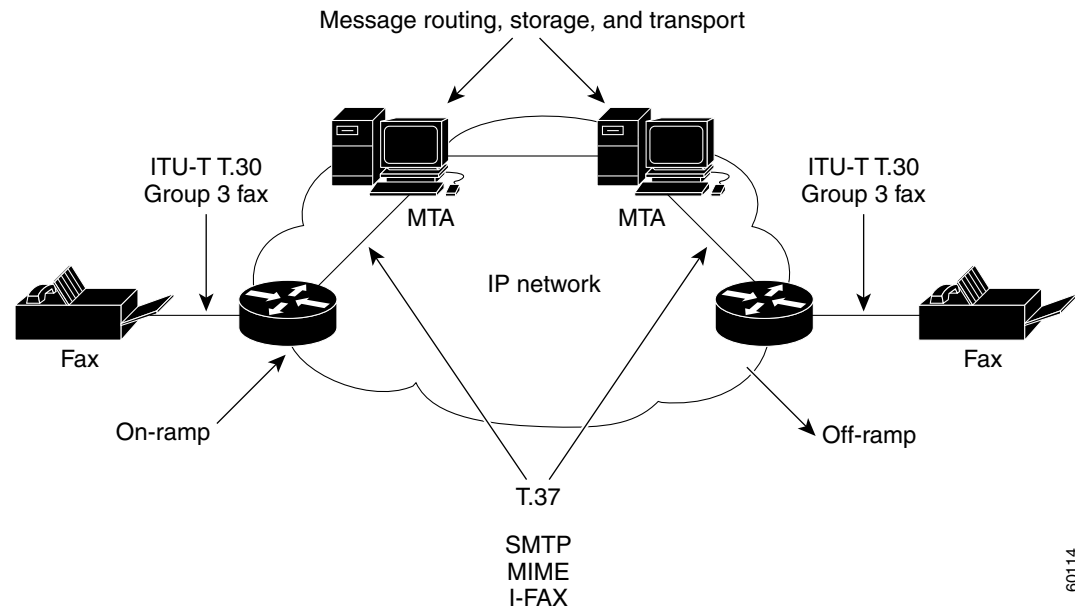 Message routing, storage, and transport
ITU-T T.30
Group 3 fax
MTA
MTA
ITU-T T.30
Group 3 fax
IP network
Fax
Fax
On-ramp
Off-ramp
T.37
SMTP
MIME
I-FAX
60114